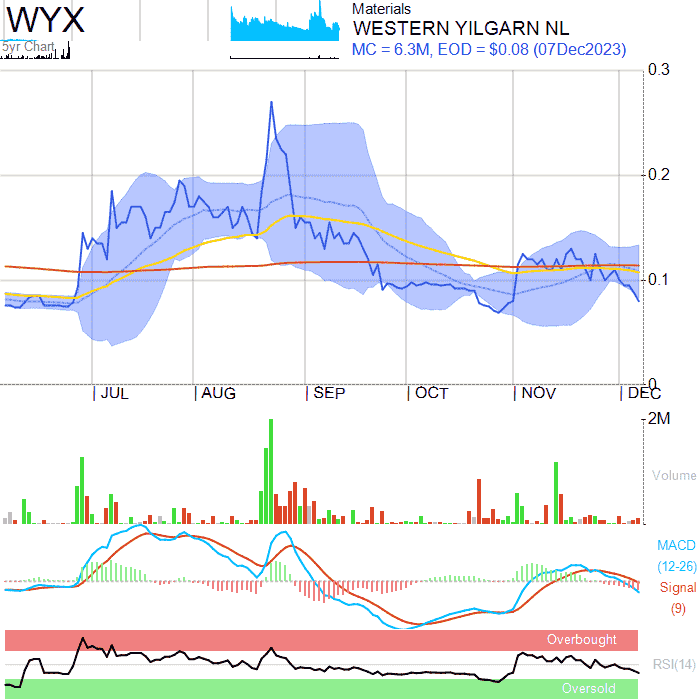 WYX
5yr Chart
Materials
WESTERN YILGARN NL
MC = 6.3M, EOD = $0.08 (07Dec2023)
0.3
0.2
0.1
0
JUL
AUG
SEP
OCT
NOV
DEC
2M
Volume
MACD
(12-26)
Signal
(9)
Overbought
RSI(14)
Oversold